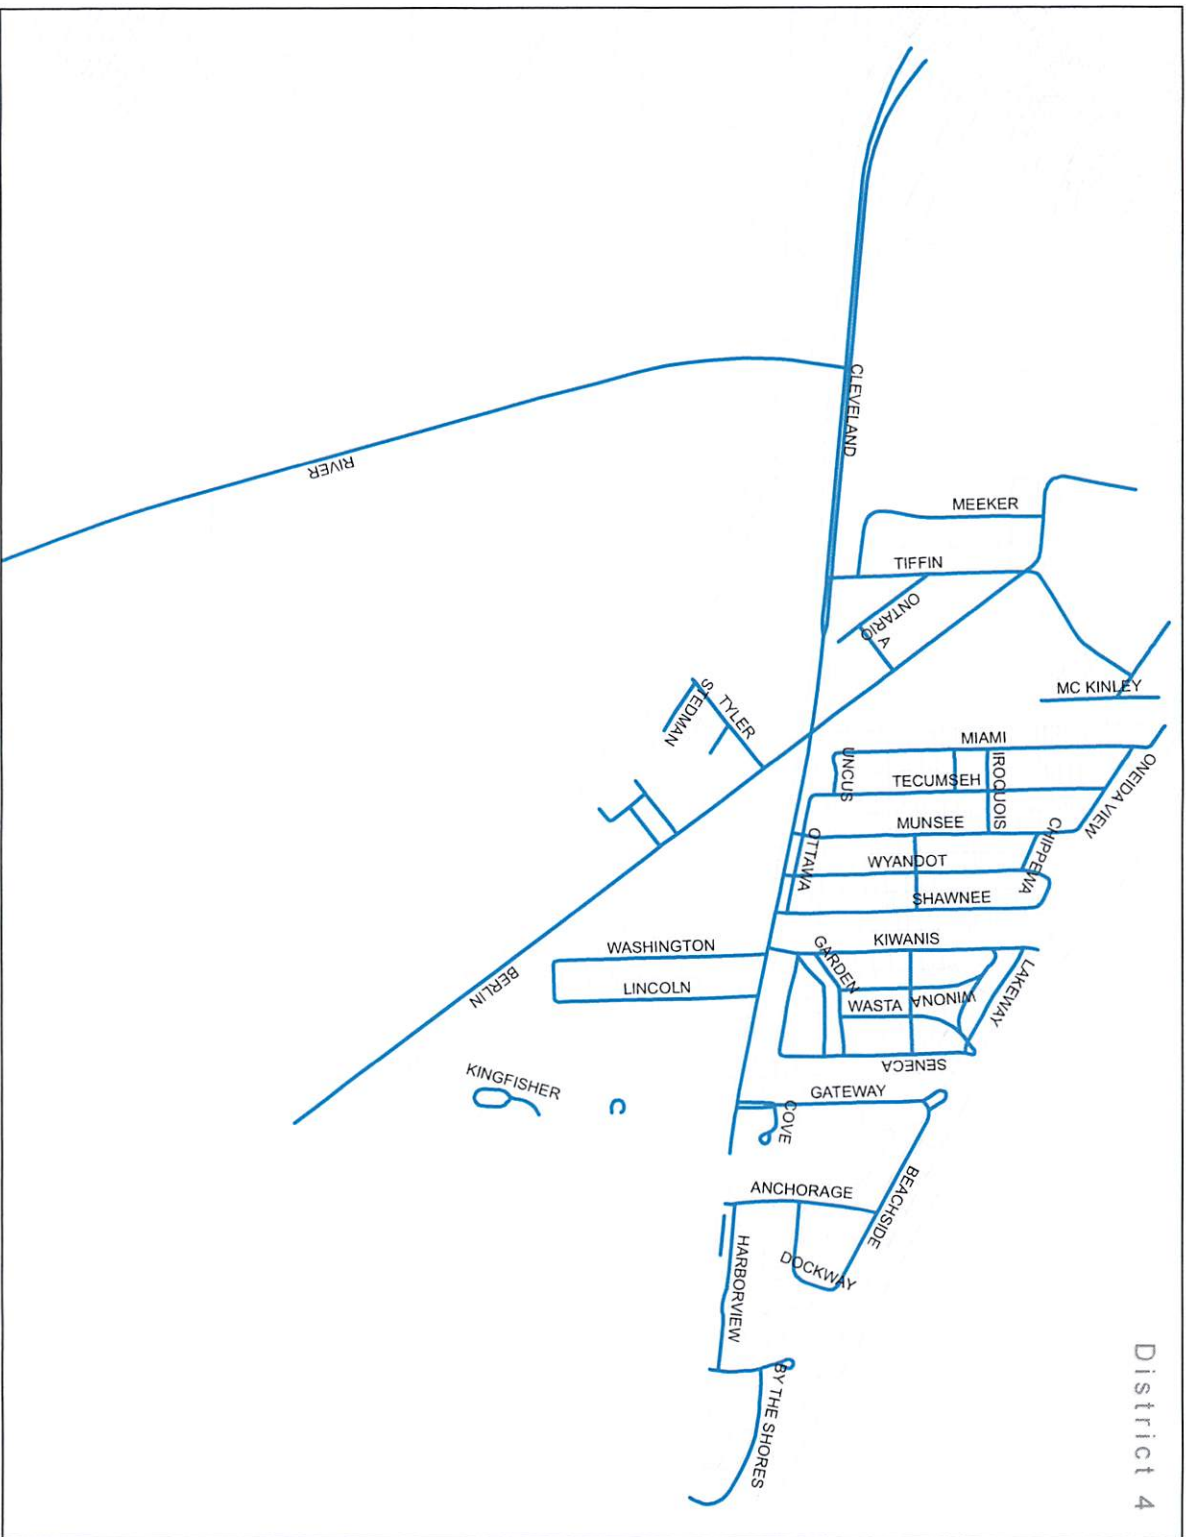 CLEVELAND
RIVER
MEEKER
TIFFIN
ONTARIO
A
MC KINLEY
STEDMAN
TYLER
MIAMI
UNCUS
TECUMSEH
IROQUOIS
ONEIDA VIEW
MUNSEE
OTTAWA
WYANDOT
CHIPPEWA
SHAWNEE
KIWANIS
GARDEN
WASHINGTON
LINCOLN
BERLIN
WASTA
WINONA
LAKEWAY
SENECA
KINGFISHER
GATEWAY
COVE
BEACHSIDE
ANCHORAGE
DOCKWAY
HARBORVIEW
BY THE SHORES
District 4